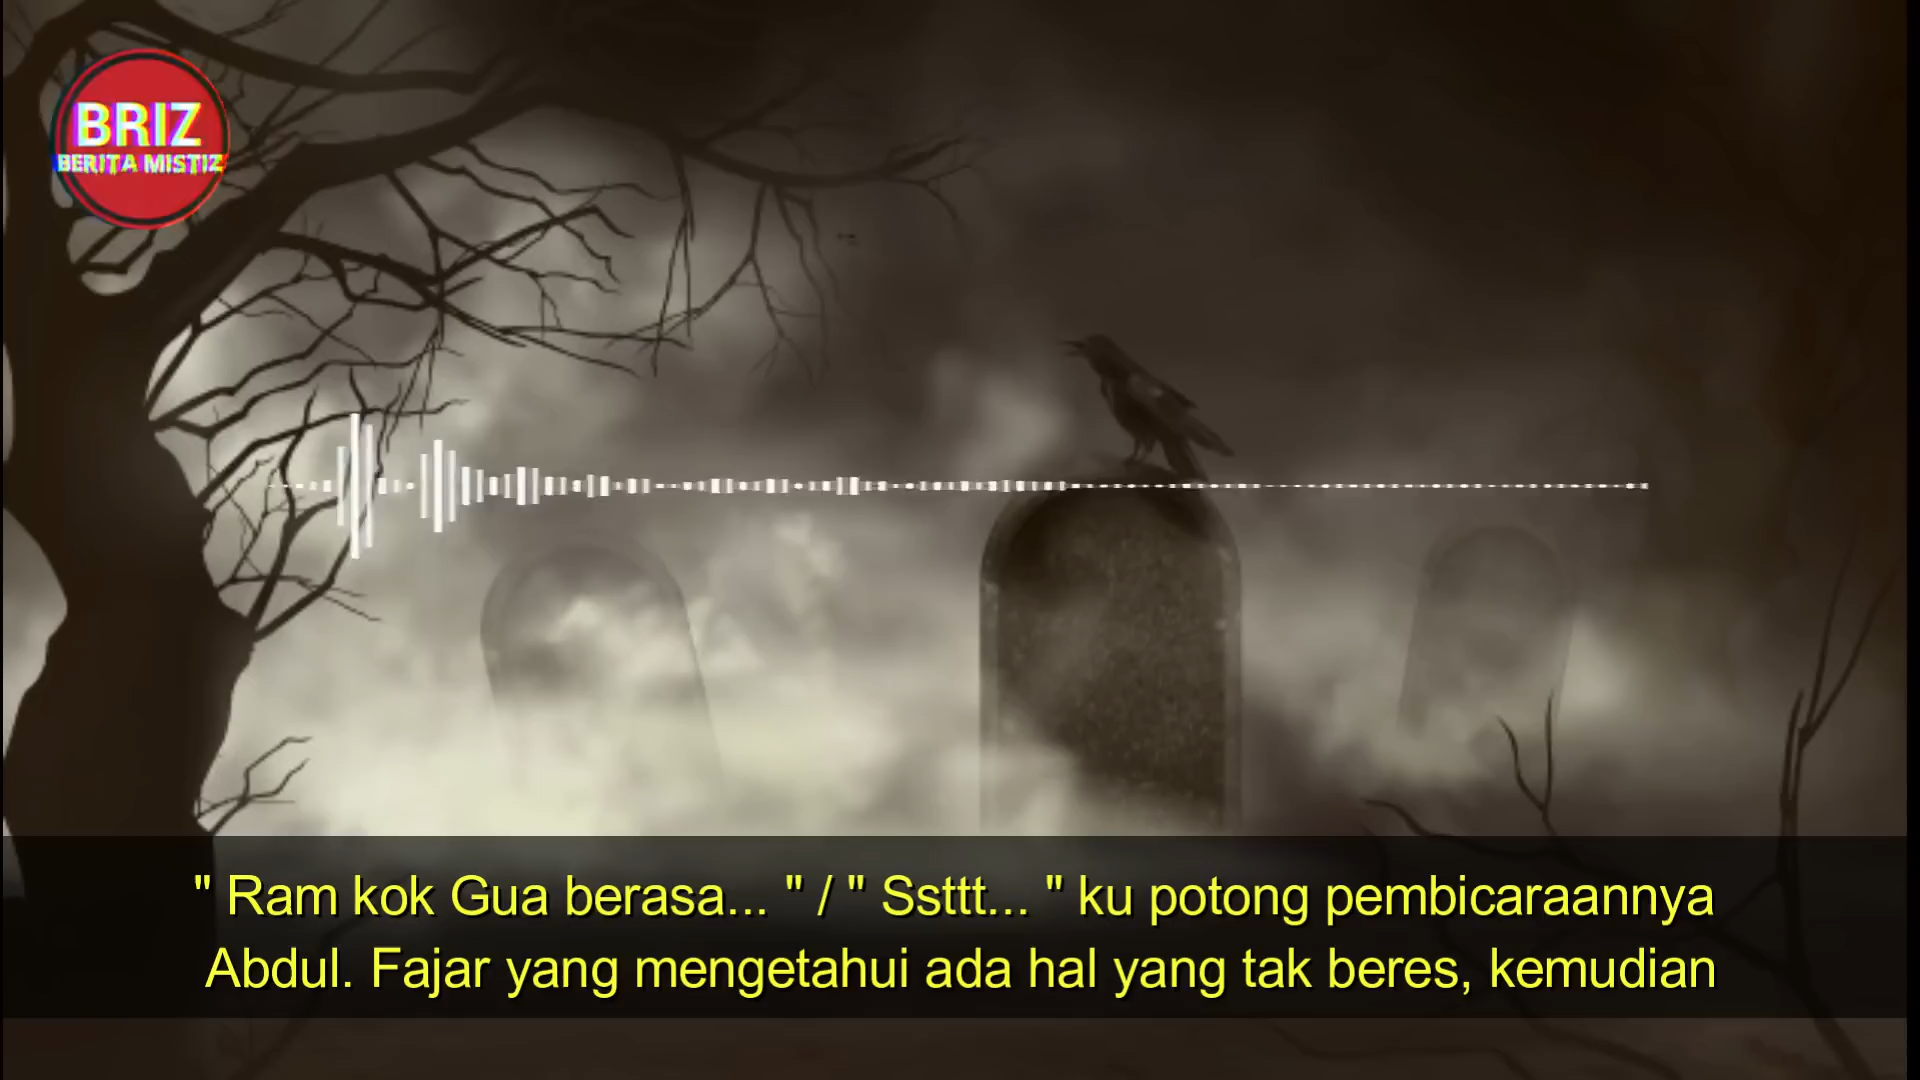 BRIZ
BERITA MISTIZ
" Ram kok Gua berasa... " / " Ssttt... " ku potong pembicaraannya
Abdul. Fajar yang mengetahui ada hal yang tak beres, kemudian